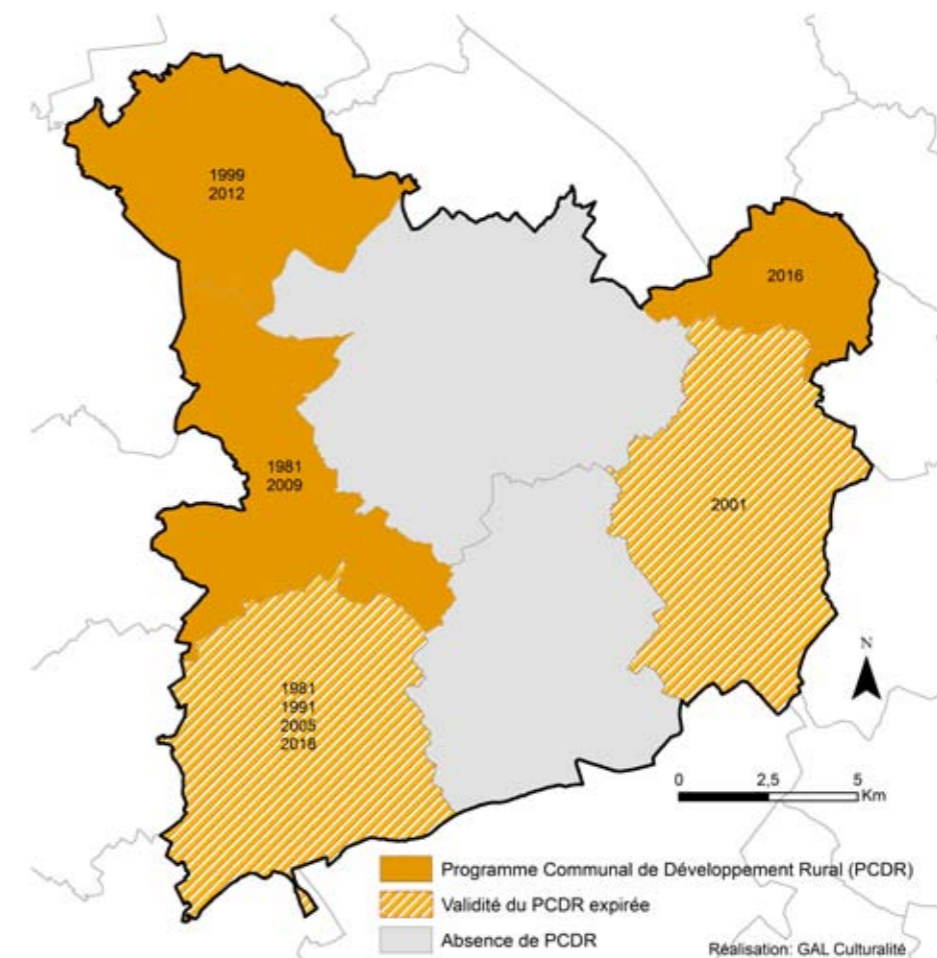 1999
2012
2016
1981
2009
2001
1981
1991
2005
2018
N
0 2,5 5
Km
Programme Communal de Développement Rural (PCDR)
Validité du PCDR expirée
Absence de PCDR
Réalisation: GAL Culturalité